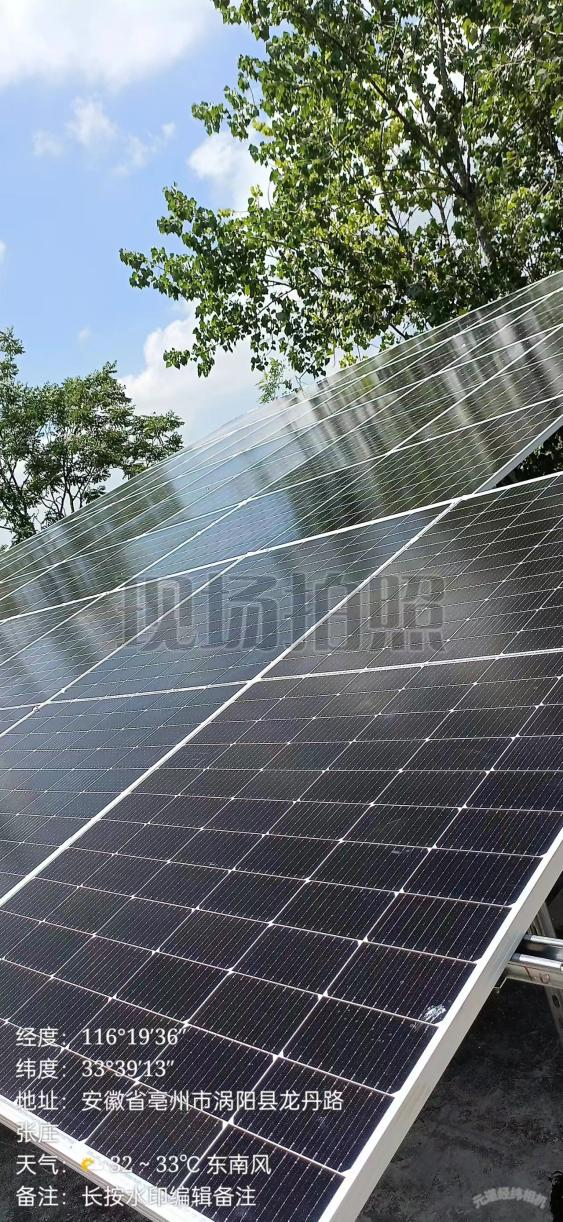 现场拍照
经度：116°19′36″
纬度：33°39′13″
地址：安徽省亳州市涡阳县龙丹路
张庄
天气：32～33℃ 东南风
备注：长按水印编辑备注
元道经纬相机